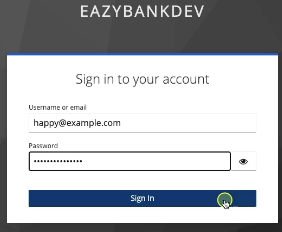 EAZYBANKDEV
Sign in to your account
Username or email
happy@example.com
Password
•••••••••••••••
Sign In